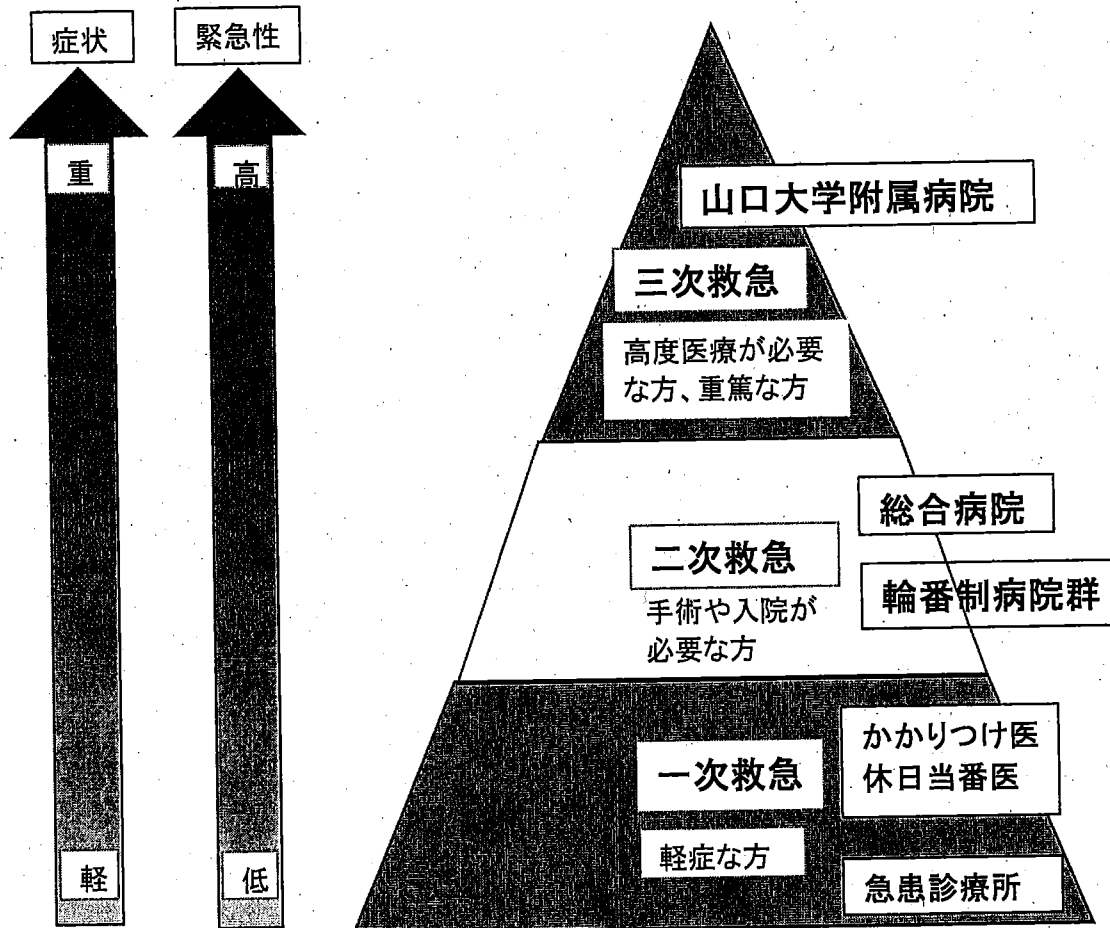 症状
緊急性
重
高
軽
低
山口大学附属病院
三次救急
高度医療が必要
な方、重篤な方
総合病院
二次救急
輪番制病院群
手術や入院が
必要な方
かかりつけ医
休日当番医
一次救急
軽症な方
急患診療所